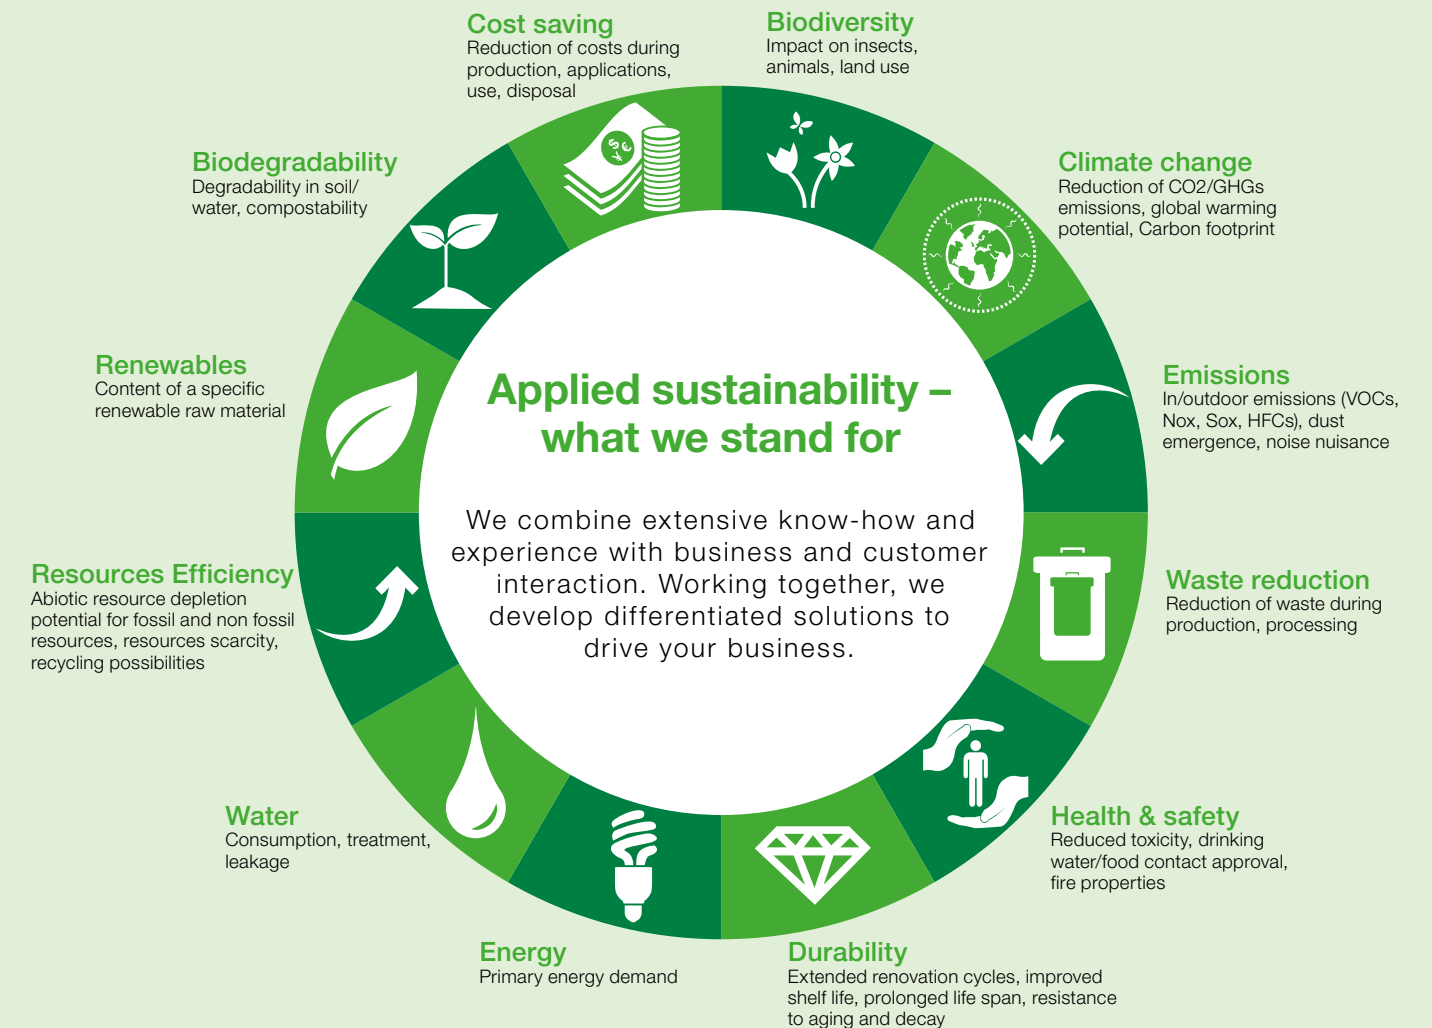 Cost saving
Reduction of costs during
production, applications,
use, disposal
Biodiversity
Impact on insects,
animals, land use
Climate change
Reduction of CO2/GHGs
emissions, global warming
potential, Carbon footprint
Emissions
In/outdoor emissions (VOCs,
Nox, Sox, HFCs), dust
emergence, noise nuisance
Waste reduction
Reduction of waste during
production, processing
Health & safety
Reduced toxicity, drinking
water/food contact approval,
fire properties
Durability
Extended renovation cycles, improved
shelf life, prolonged life span, resistance
to aging and decay
Energy
Primary energy demand
Water
Consumption, treatment,
leakage
Resources Efficiency
Abiotic resource depletion
potential for fossil and non fossil
resources, resources scarcity,
recycling possibilities
Renewables
Content of a specific
renewable raw material
Biodegradability
Degradability in soil/
water, compostability
$ € ¥
Applied sustainability –
what we stand for
We combine extensive know-how and
experience with business and customer
interaction. Working together, we
develop differentiated solutions to
drive your business.